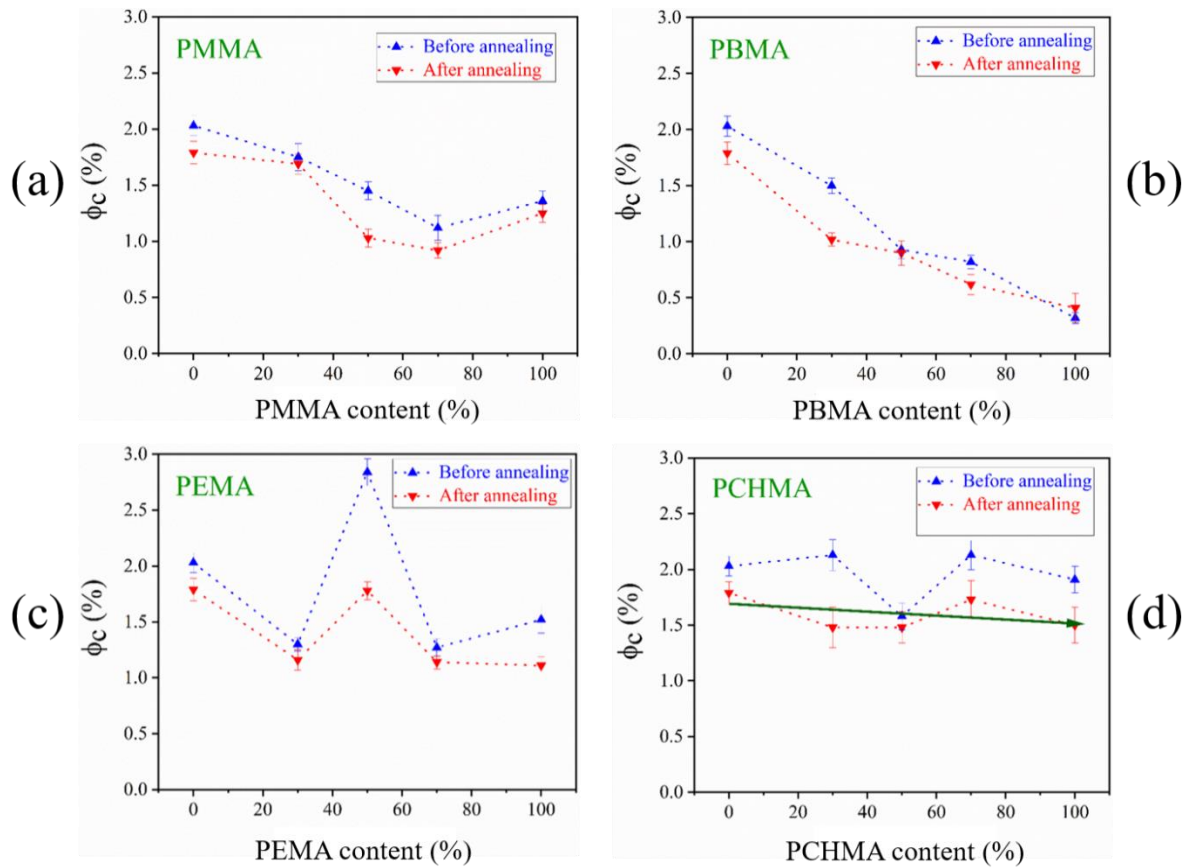 (a)
3.0
2.5
2.0
1.5
1.0
0.5
0.0
ϕc (%)
PMMA
Before annealing
After annealing
0 20 40 60 80 100
PMMA content (%)
(b)
3.0
2.5
2.0
1.5
1.0
0.5
0.0
ϕc (%)
PBMA
Before annealing
After annealing
0 20 40 60 80 100
PBMA content (%)
(c)
3.0
2.5
2.0
1.5
1.0
0.5
0.0
ϕc (%)
PEMA
Before annealing
After annealing
0 20 40 60 80 100
PEMA content (%)
(d)
3.0
2.5
2.0
1.5
1.0
0.5
0.0
ϕc (%)
PCHMA
Before annealing
After annealing
0 20 40 60 80 100
PCHMA content (%)